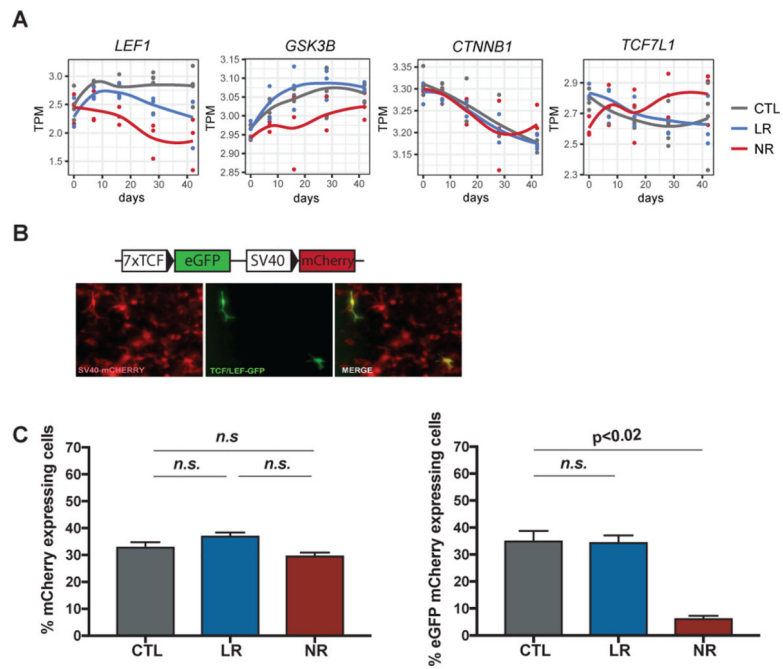 A
LEF1
GSK3B
CTNNB1
TCF7L1
TPM
3.0
2.5
2.0
1.5
0 10 20 30 40
days
TPM
3.15
3.10
3.05
3.00
2.95
2.90
2.85
0 10 20 30 40
days
TPM
3.35
3.30
3.25
3.20
3.15
0 10 20 30 40
days
TPM
2.9
2.7
2.5
2.3
0 10 20 30 40
days
CTL
LR
NR
B
7xTCF eGFP SV40 mCherry
SV40-mCHERRY
TCF/LEF-GFP
MERGE
C
% mCherry expressing cells
70
60
50
40
30
20
10
0
n.s
n.s. n.s.
CTL LR NR
% eGFP mCherry expressing cells
70
60
50
40
30
20
10
0
p<0.02
n.s.
CTL LR NR